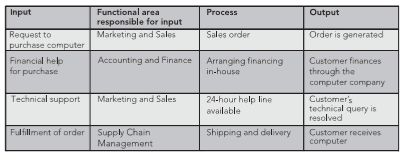 Input Functional area Process Output
responsible for input
Request to Marketing and Sales Sales order Order is generated
purchase computer
Financial help Accounting and Finance Arranging financing Customer finances
for purchase in-house through the
computer company
Technical support Marketing and Sales 24-hour help line Customer's
available technical query is
resolved
Fulfillment of order Supply Chain Shipping and delivery Customer receives
Management computer